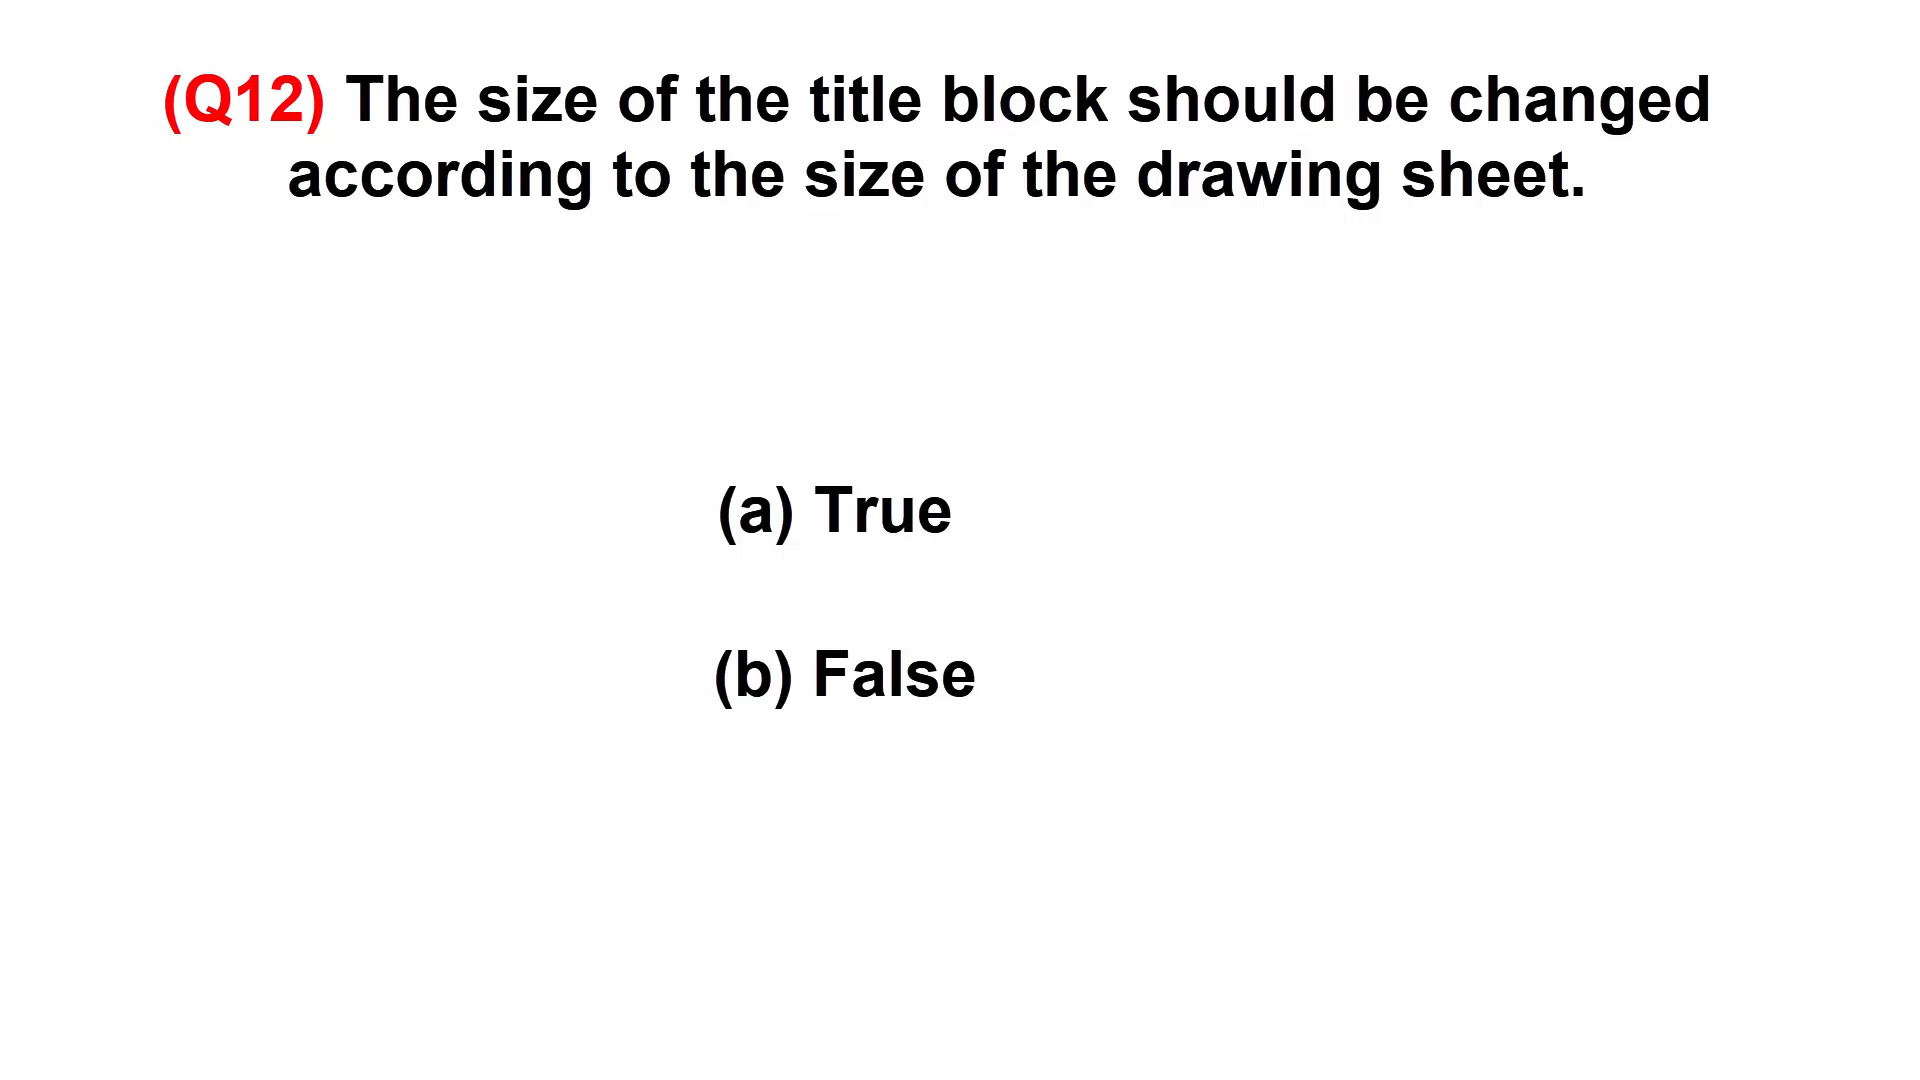 (Q12) The size of the title block should be changed
according to the size of the drawing sheet.
(a) True
(b) False